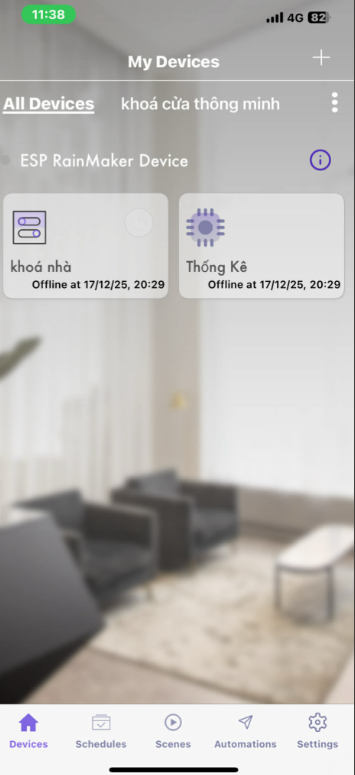 11:38
4G 82
My Devices
All Devices khoá cửa thông minh
ESP RainMaker Device
khoá nhà
Offline at 17/12/25, 20:29
Thống Kê
Offline at 17/12/25, 20:29
Devices Schedules Scenes Automations Settings